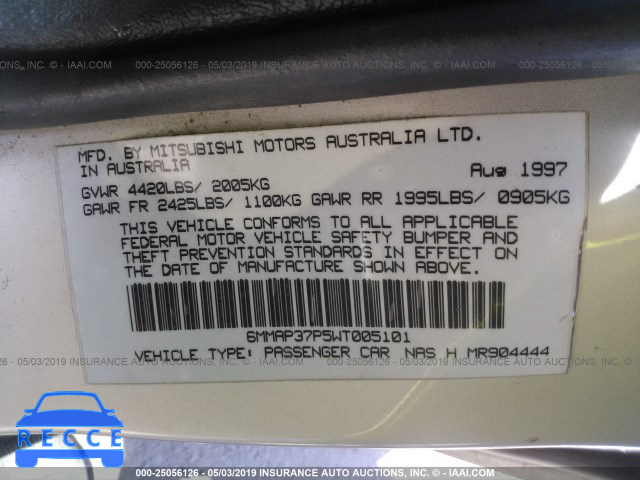 000-25056126 - 05/03/2019 INSURANCE AUTO AUCTIONS, INC. - © IAAI.COM
MFD. BY MITSUBISHI MOTORS AUSTRALIA LTD.
IN AUSTRALIA
Aug 1997
GVWR 4420LBS/ 2005KG
GAWR FR 2425LBS/ 1100KG GAWR RR 1995LBS/ 0905KG
THIS VEHICLE CONFORMS TO ALL APPLICABLE
FEDERAL MOTOR VEHICLE SAFETY BUMPER AND
THEFT PREVENTION STANDARDS IN EFFECT ON
THE DATE OF MANUFACTURE SHOWN ABOVE.
6MMAP37P5WT005101
VEHICLE TYPE: PASSENGER CAR NAS H MR904444
RECCE
000-25056126 - 05/03/2019 INSURANCE AUTO AUCTIONS, INC. - © IAAI.COM